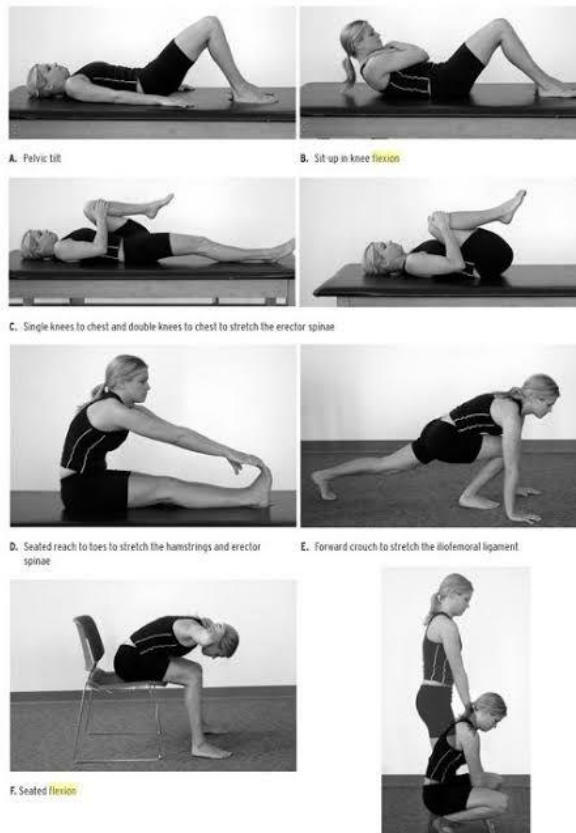 A. Pelvic tilt
B. Sit-up in knee flexion
C. Single knees to chest and double knees to chest to stretch the erector spinae
D. Seated reach to toes to stretch the hamstrings and erector
spinae
E. Forward crouch to stretch the iliofemoral ligament
F. Seated flexion